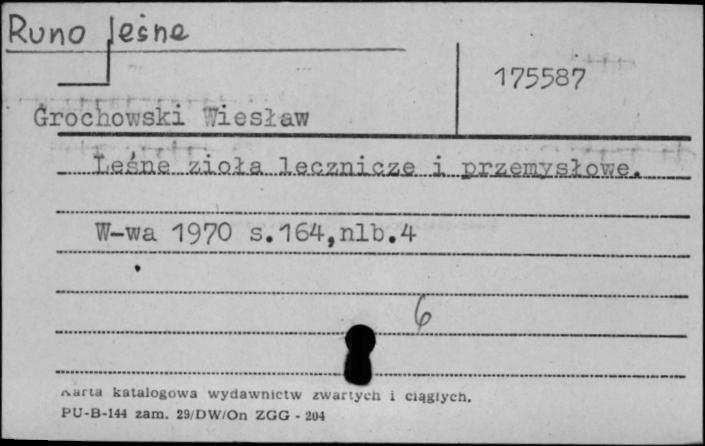 Runo leśne
175587
Grochowski Wiesław
Leśne zioła lecznicze i przemysłowe.
W-wa 1970 s.164,nlb.4
6
Karta katalogowa wydawnictw zwartych i ciągłych.
PU-B-144 zam. 29/DW/On ZGG - 204